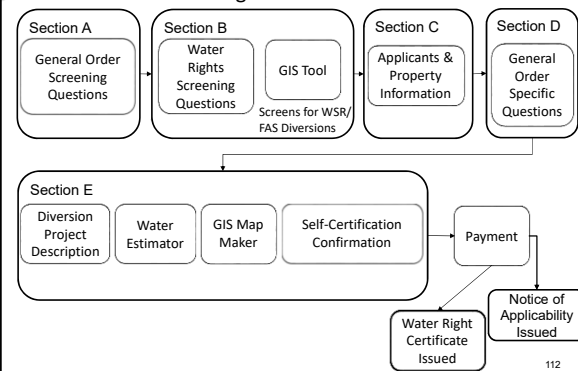 Section A
General Order
Screening
Questions
Section B
Water
Rights
Screening
Questions
GIS Tool
Screens for WSR/
FAS Diversions
Section C
Applicants &
Property
Information
Section D
General
Order
Specific
Questions
Section E
Diversion
Project
Description
Water
Estimator
GIS Map
Maker
Self-Certification
Confirmation
Payment
Water Right
Certificate
Issued
Notice of
Applicability
Issued
112